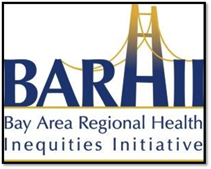 BARHII
Bay Area Regional Health
Inequities Initiative